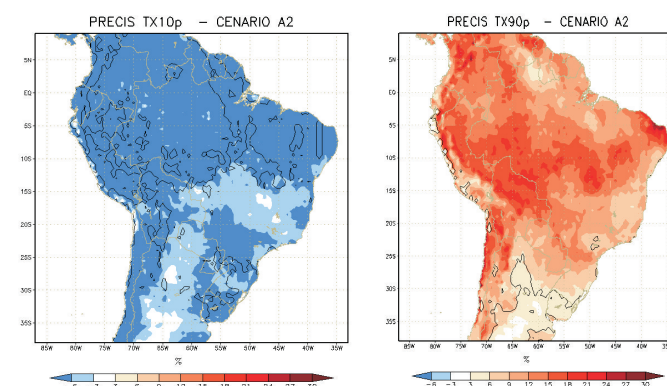 PRECIS TX10p – CENARIO A2
5N
EQ
5S
10S
15S
20S
25S
30S
35S
85W 80W 75W 70W 65W 60W 55W 50W 45W 40W 35W
%
PRECIS TX90p – CENARIO A2
5N
EQ
5S
10S
15S
20S
25S
30S
35S
85W 80W 75W 70W 65W 60W 55W 50W 45W 40W
%
-6 -3 3 6 9 12 15 18 21 24 27 30